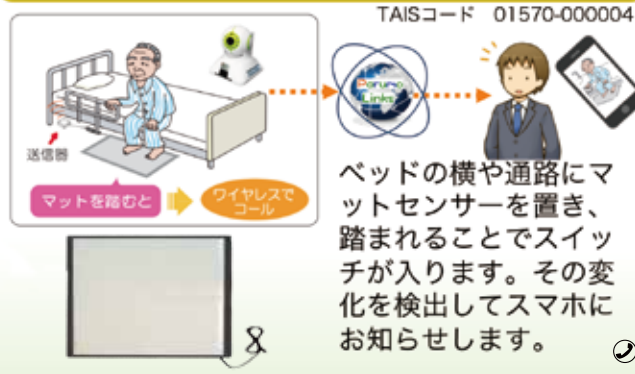 TAISコード 01570-000004
送信器
マットを踏むと
ワイヤレスで
コール
Poruno
Links
ベッドの横や通路にマ
ットセンサーを置き、
踏まれることでスイッ
チが入ります。その変
化を検出してスマホに
お知らせします。